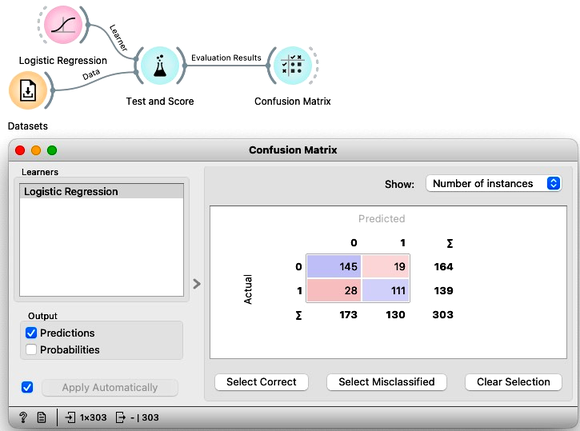 Learner
Logistic Regression
Data
Evaluation Results
Test and Score
Confusion Matrix
Datasets
Confusion Matrix
Learners
Logistic Regression
Show: Number of instances
Predicted
0 1 Σ
0 145 19 164
Actual
1 28 111 139
Σ 173 130 303
Output
Predictions
Probabilities
Apply Automatically
Select Correct Select Misclassified Clear Selection
? 1×303 - | 303